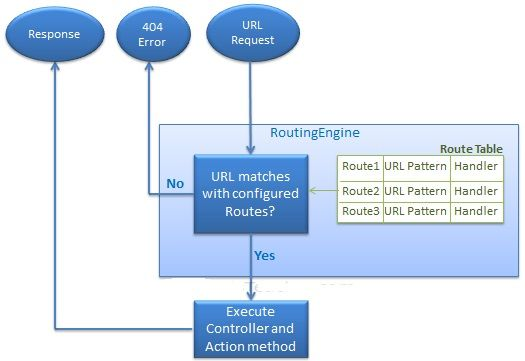 Response
404
Error
URL
Request
RoutingEngine
Route Table
Route1 URL Pattern Handler
Route2 URL Pattern Handler
Route3 URL Pattern Handler
URL matches
with configured
Routes?
No
Yes
Execute
Controller and
Action method